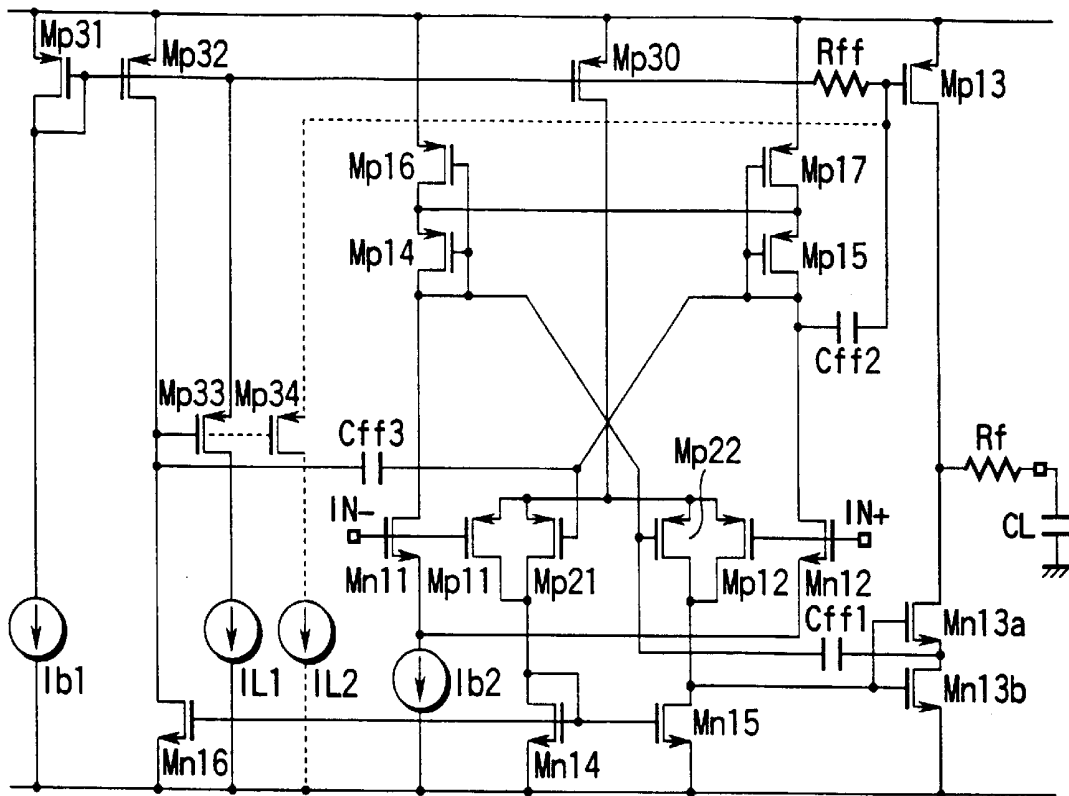 Mp31
Mp32
Mp30
Rff
Mp13
Mp16
Mp17
Mp14
Mp15
Cff2
Mp33
Mp34
Cff3
Mp22
Rf
IN-
IN+
CL
Mn11
Mp11
Mp21
Mp12
Mn12
Cff1
Mn13a
Ib1
IL1
IL2
Ib2
Mn13b
Mn15
Mn16
Mn14